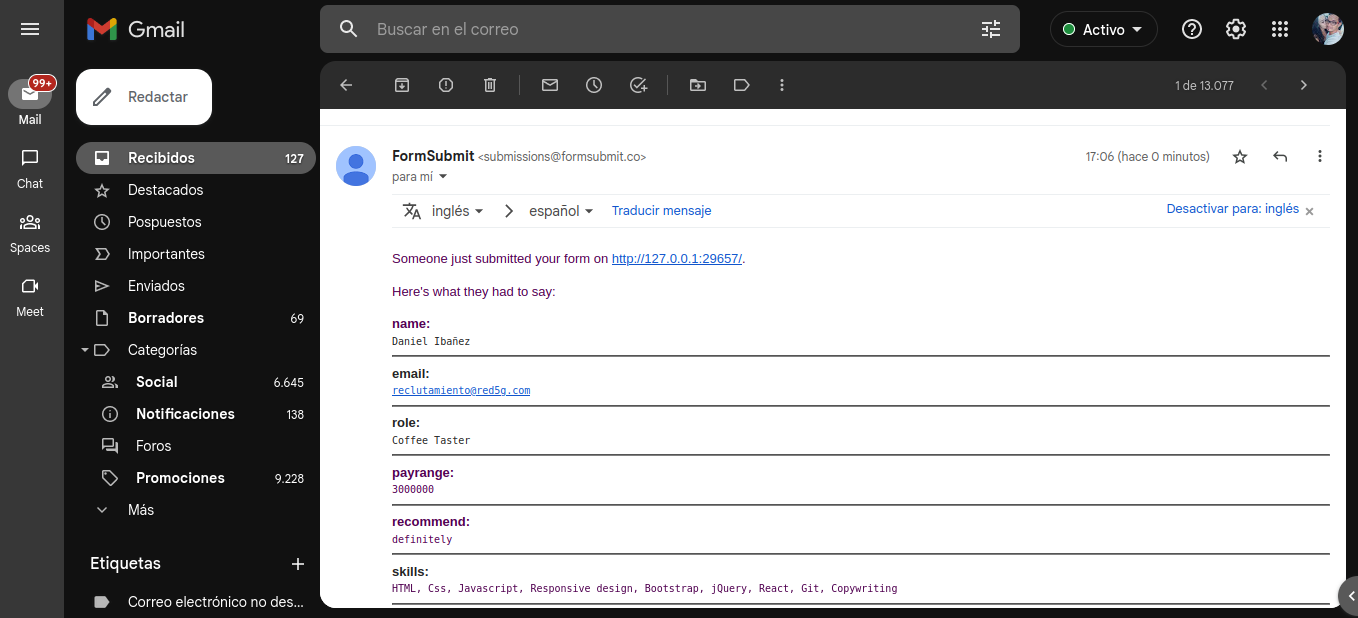 Gmail
Buscar en el correo
Activo
99+
Mail
Chat
Spaces
Meet
Redactar
Recibidos 127
Destacados
Pospuestos
Importantes
Enviados
Borradores 69
Categorías
Social 6.645
Notificaciones 138
Foros
Promociones 9.228
Más
Etiquetas
Correo electrónico no des...
1 de 13.077
FormSubmit <submissions@formsubmit.co>
17:06 (hace 0 minutos)
para mí
inglés español Traducir mensaje
Desactivar para: inglés
Someone just submitted your form on http://127.0.0.1:29657/.
Here's what they had to say:
name:
Daniel Ibañez
email:
reclutamiento@red5g.com
role:
Coffee Taster
payrange:
3000000
recommend:
definitely
skills:
HTML, Css, Javascript, Responsive design, Bootstrap, jQuery, React, Git, Copywriting